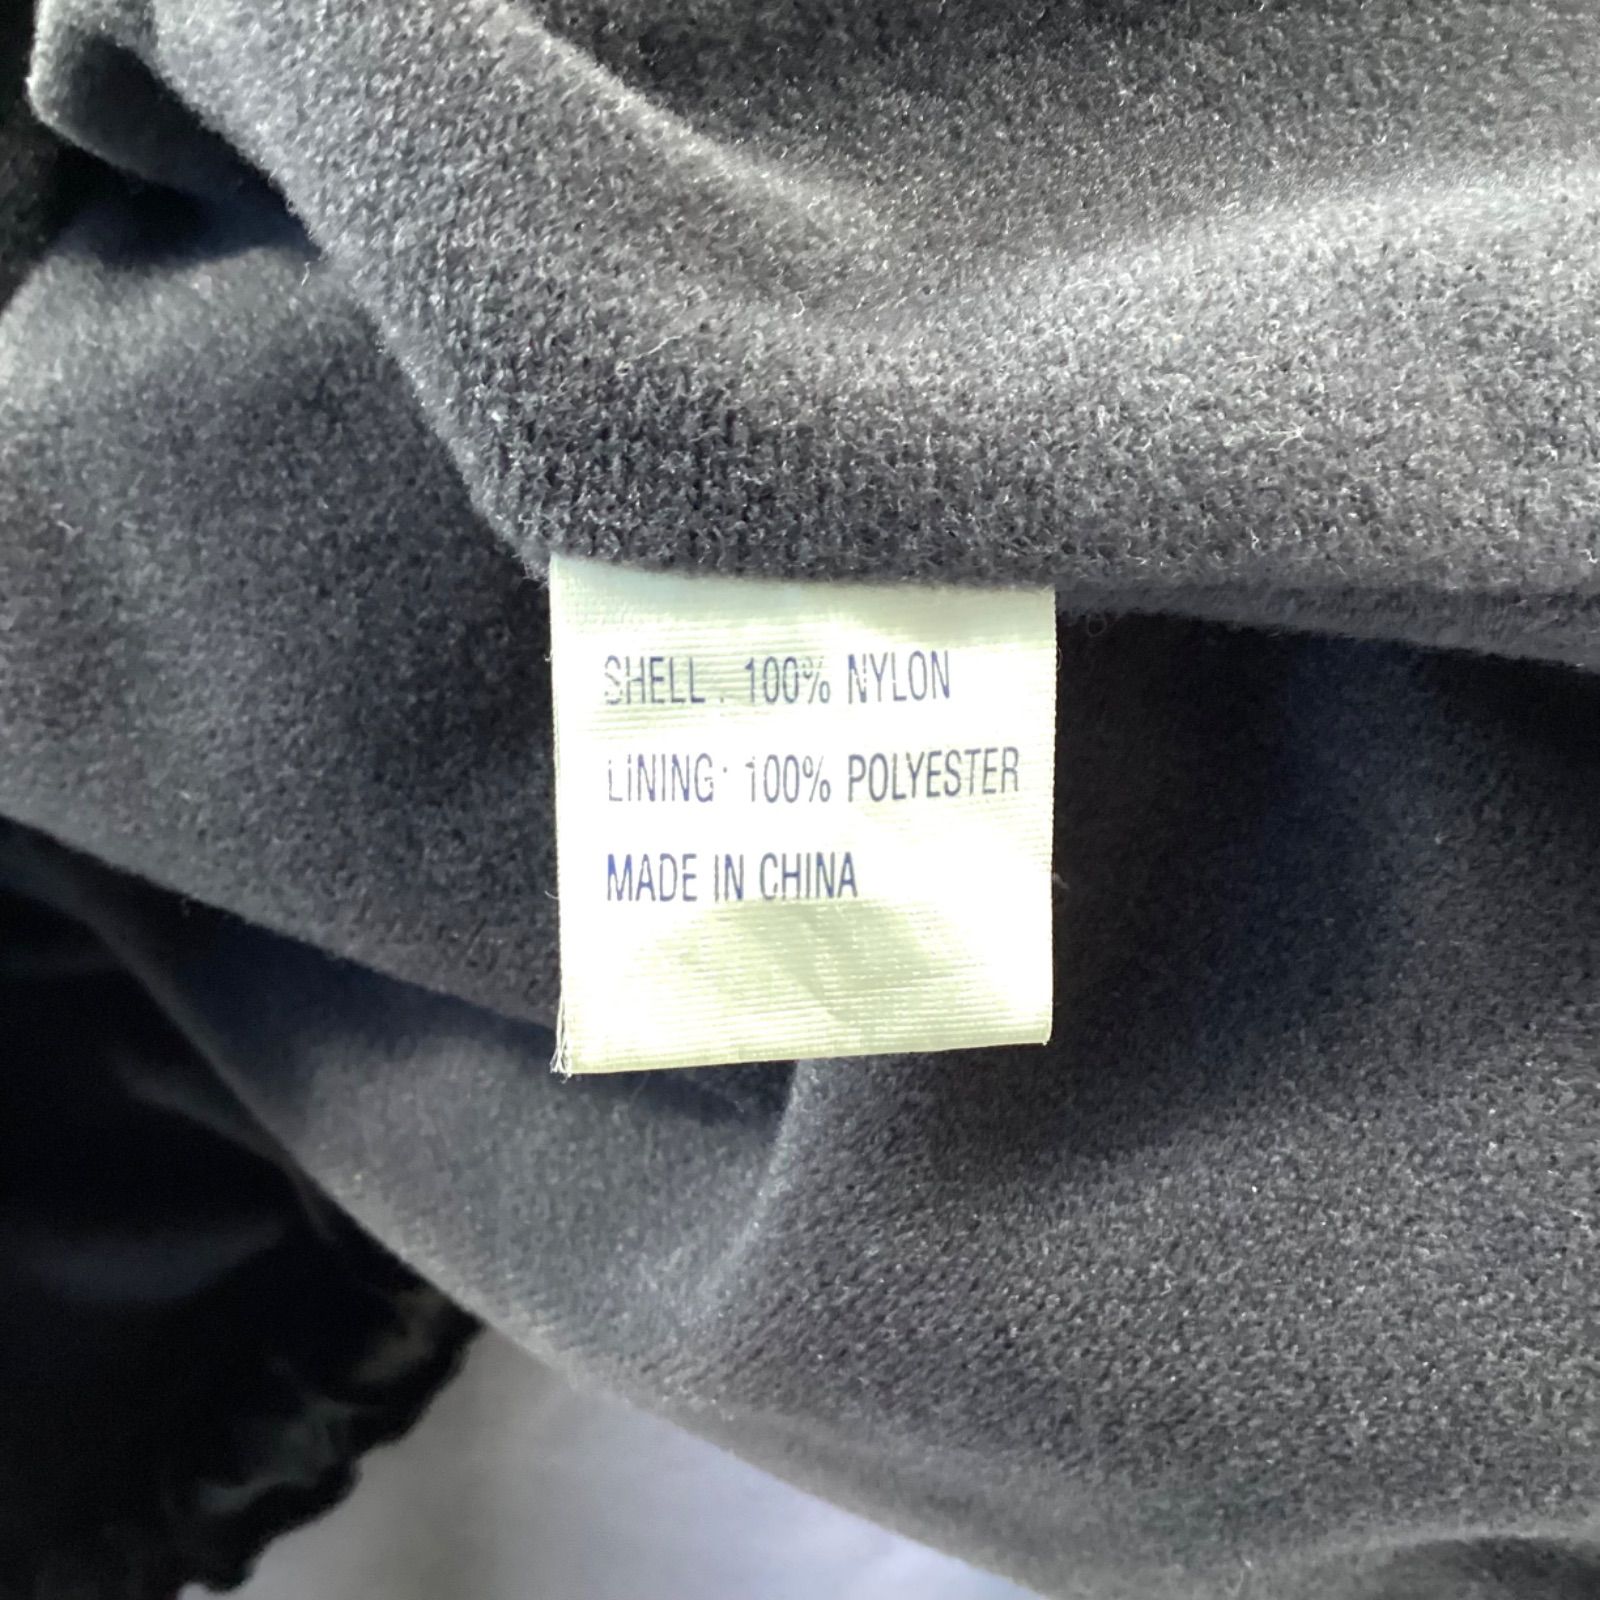 SHELL: 100% NYLON
LINING: 100% POLYESTER
MADE IN CHINA